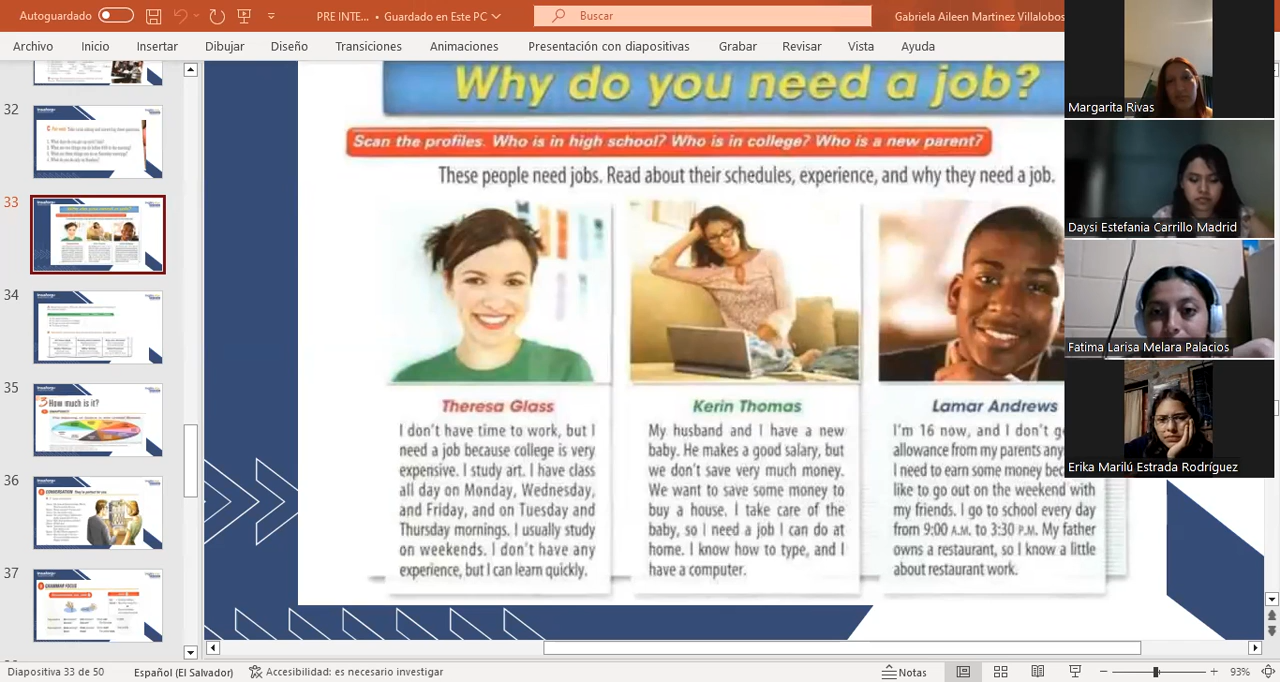 Autoguardado
PRE INTE... • Guardado en Este PC
Buscar
Gabriela Aileen Martinez Villalobos
Archivo Inicio Insertar Dibujar Diseño Transiciones Animaciones Presentación con diapositivas Grabar Revisar Vista Ayuda
32
33
34
35
How much is it?
36
CONVERSATION
37
GRAMMAR FOCUS
Why do you need a job?
Scan the profiles. Who is in high school? Who is in college? Who is a new parent?
These people need jobs. Read about their schedules, experience, and why they need a job.
Theresa Glass
I don't have time to work, but I
need a job because college is very
expensive. I study art. I have class
all day on Monday, Wednesday,
and Friday, and on Tuesday and
Thursday mornings. I usually study
on weekends. I don't have any
experience, but I can learn quickly.
Kerin Thomas
My husband and I have a new
baby. He makes a good salary, but
we don't save very much money.
We want to save some money to
buy a house. I take care of the
baby, so I need a job I can do at
home. I know how to type, and I
have a computer.
Lamar Andrews
I'm 16 now, and I don't g
allowance from my parents any
I need to earn some money bec
like to go out on the weekend with
my friends. I go to school every day
from 9:00 A.M. to 3:30 P.M. My father
owns a restaurant, so I know a little
about restaurant work.
Margarita Rivas
Daysi Estefania Carrillo Madrid
Fatima Larisa Melara Palacios
Erika Marilú Estrada Rodríguez
Diapositiva 33 de 50
Español (El Salvador)
Accesibilidad: es necesario investigar
Notas
93%